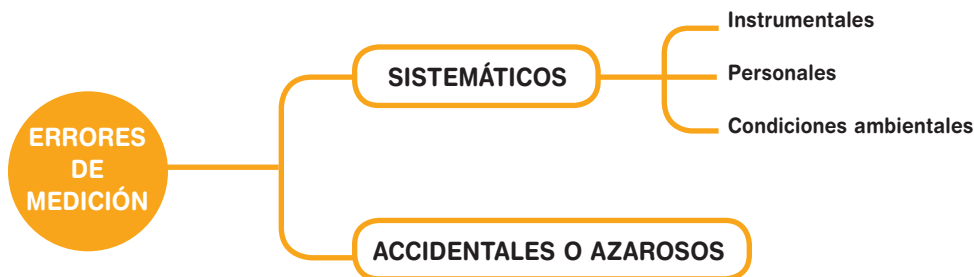 ERRORES
DE
MEDICIÓN
SISTEMÁTICOS
Instrumentales
Personales
Condiciones ambientales
ACCIDENTALES O AZAROSOS